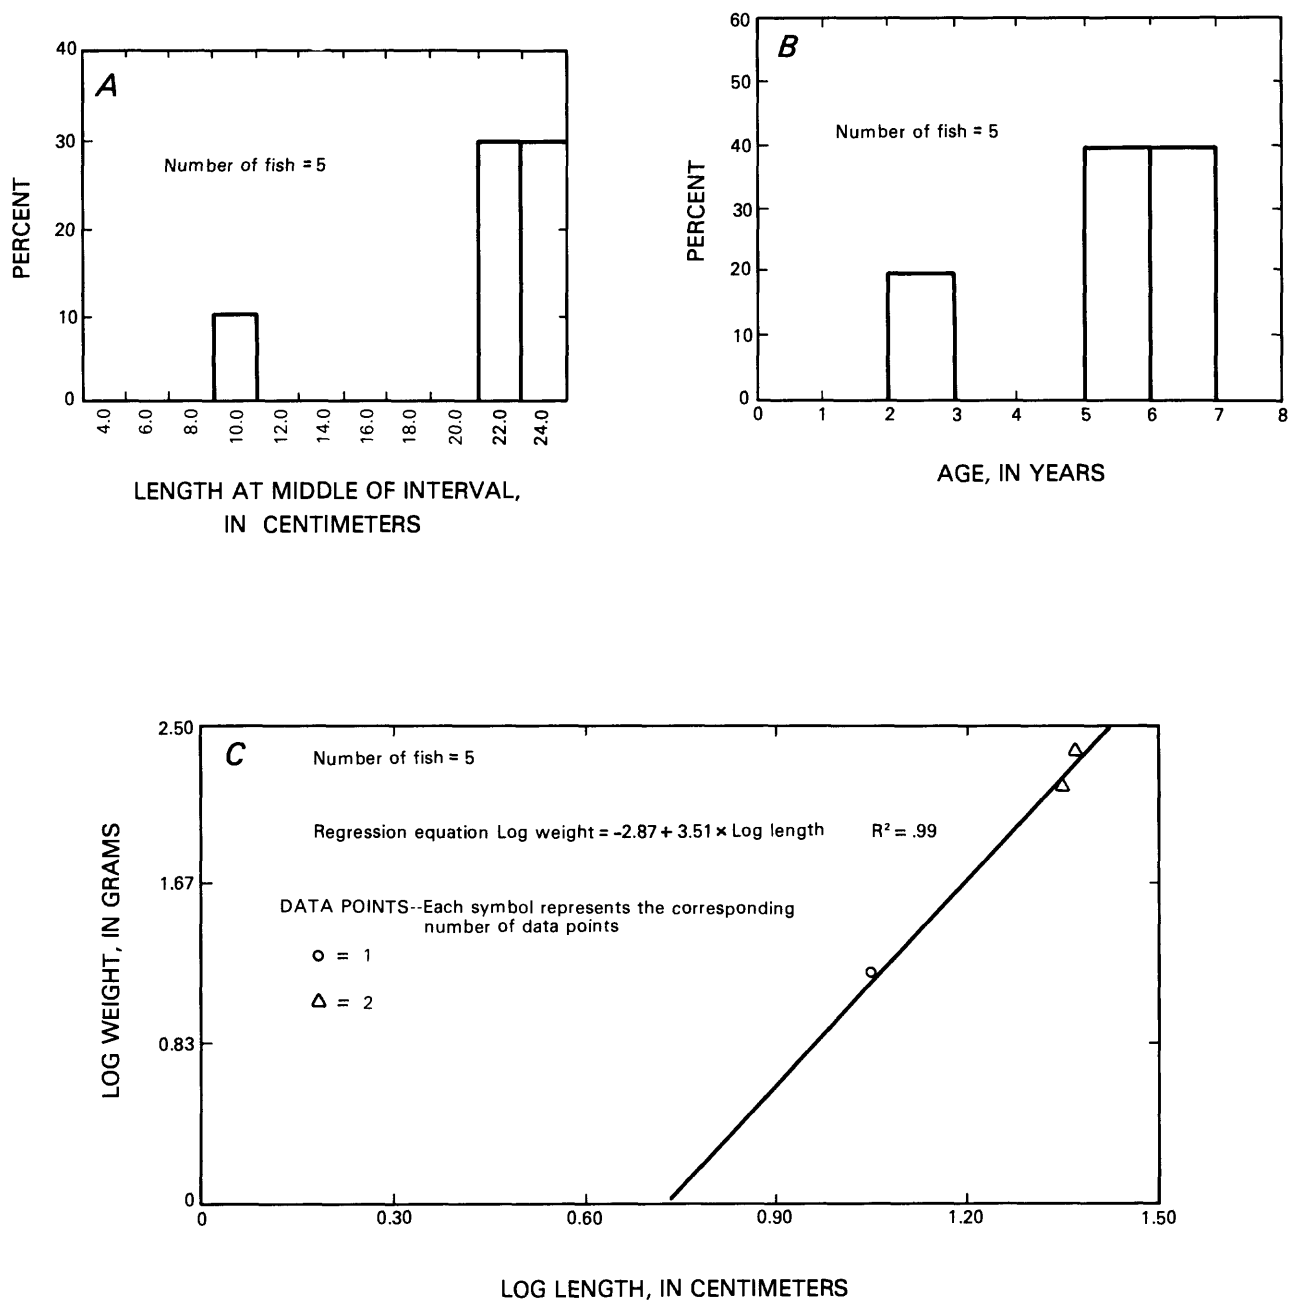 A
Number of fish = 5
PERCENT
40
30
20
10
0
4.0 6.0 8.0 10.0 12.0 14.0 16.0 18.0 20.0 22.0 24.0
LENGTH AT MIDDLE OF INTERVAL,
IN CENTIMETERS
B
Number of fish = 5
PERCENT
60
50
40
30
20
10
0
0 1 2 3 4 5 6 7 8
AGE, IN YEARS
C
Number of fish = 5
Regression equation Log weight = -2.87 + 3.51 × Log length R² = .99
DATA POINTS--Each symbol represents the corresponding
number of data points
○ = 1
△ = 2
LOG WEIGHT, IN GRAMS
2.50
1.67
0.83
0
0 0.30 0.60 0.90 1.20 1.50
LOG LENGTH, IN CENTIMETERS